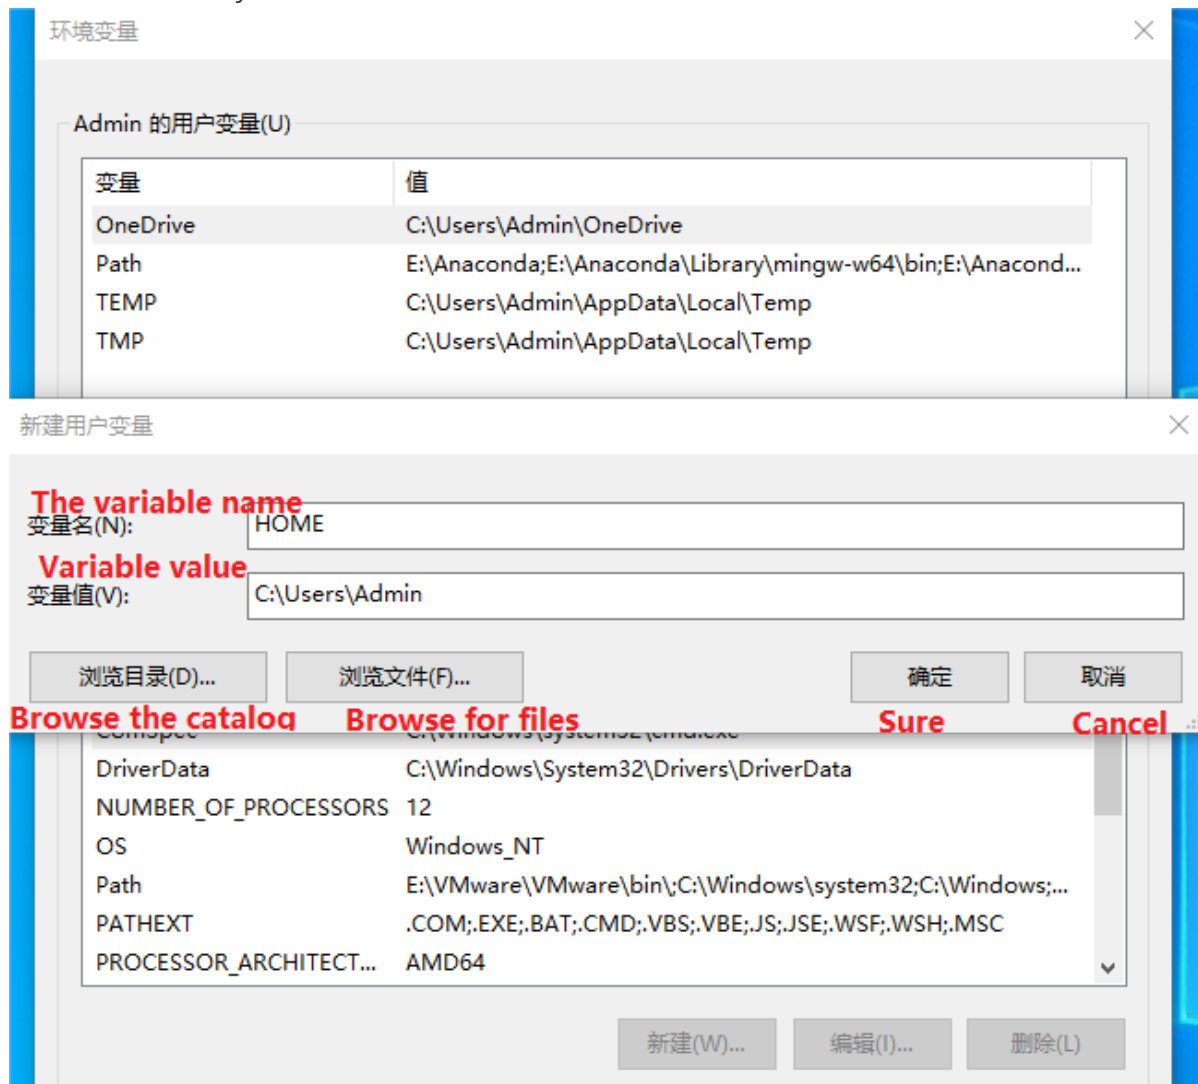 环境变量
Admin 的用户变量(U)
变量 值
OneDrive C:\Users\Admin\OneDrive
Path E:\Anaconda;E:\Anaconda\Library\mingw-w64\bin;E:\Anacond...
TEMP C:\Users\Admin\AppData\Local\Temp
TMP C:\Users\Admin\AppData\Local\Temp
新建用户变量
The variable name
变量名(N): HOME
Variable value
变量值(V): C:\Users\Admin
浏览目录(D)... 浏览文件(F)... 确定 取消
Browse the catalog Browse for files Sure Cancel
ComSpec C:\Windows\system32\cmd.exe
DriverData C:\Windows\System32\Drivers\DriverData
NUMBER_OF_PROCESSORS 12
OS Windows_NT
Path E:\VMware\VMware\bin\;C:\Windows\system32;C:\Windows;...
PATHEXT .COM;.EXE;.BAT;.CMD;.VBS;.VBE;.JS;.JSE;.WSF;.WSH;.MSC
PROCESSOR_ARCHITECT... AMD64
新建(W)... 编辑(I)... 删除(L)